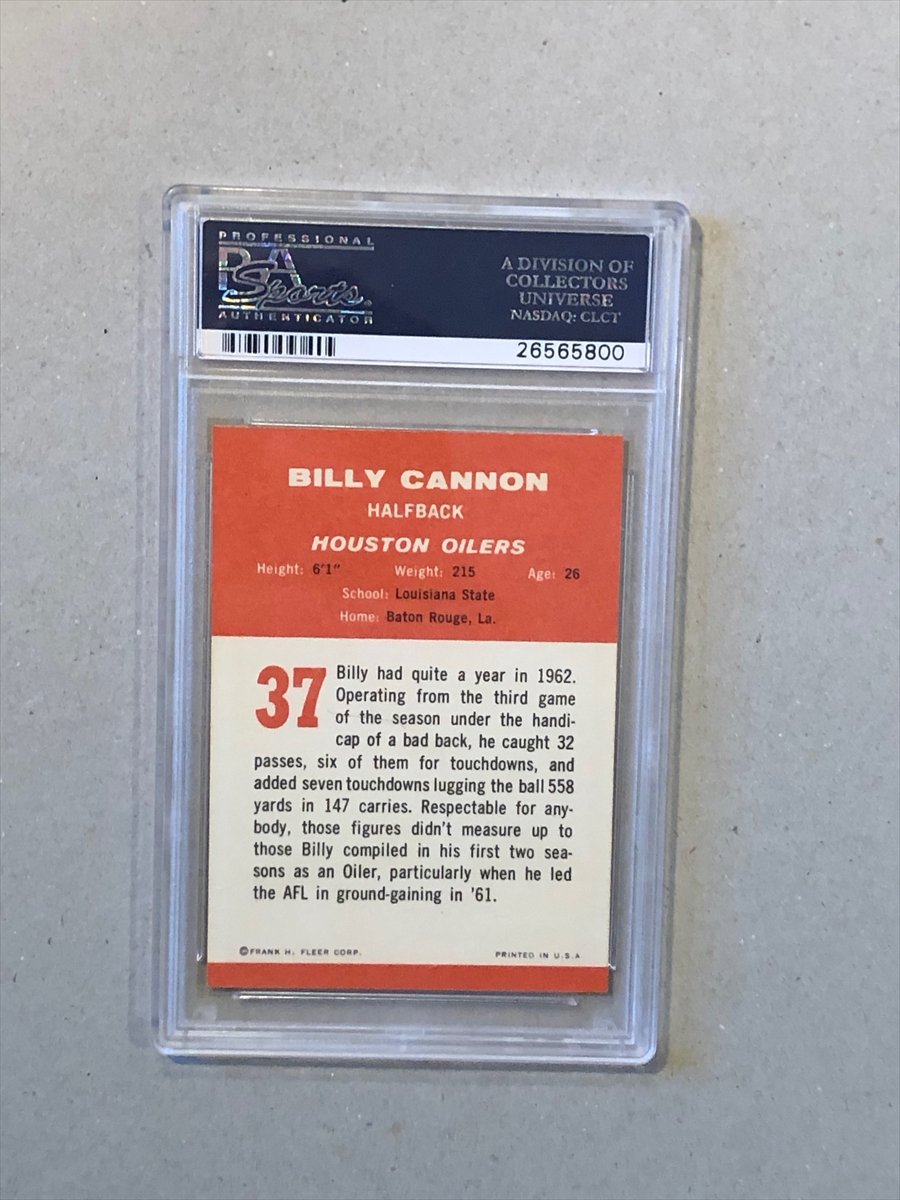 PROFESSIONAL
PSA
Sports
AUTHENTICATOR
A DIVISION OF
COLLECTORS
UNIVERSE
NASDAQ: CLCT
26565800
BILLY CANNON
HALFBACK
HOUSTON OILERS
Height: 6'1" Weight: 215 Age: 26
School: Louisiana State
Home: Baton Rouge, La.
37
Billy had quite a year in 1962.
Operating from the third game
of the season under the handi-
cap of a bad back, he caught 32
passes, six of them for touchdowns, and
added seven touchdowns lugging the ball 558
yards in 147 carries. Respectable for any-
body, those figures didn't measure up to
those Billy compiled in his first two sea-
sons as an Oiler, particularly when he led
the AFL in ground-gaining in '61.
©FRANK H. FLEER CORP. PRINTED IN U.S.A